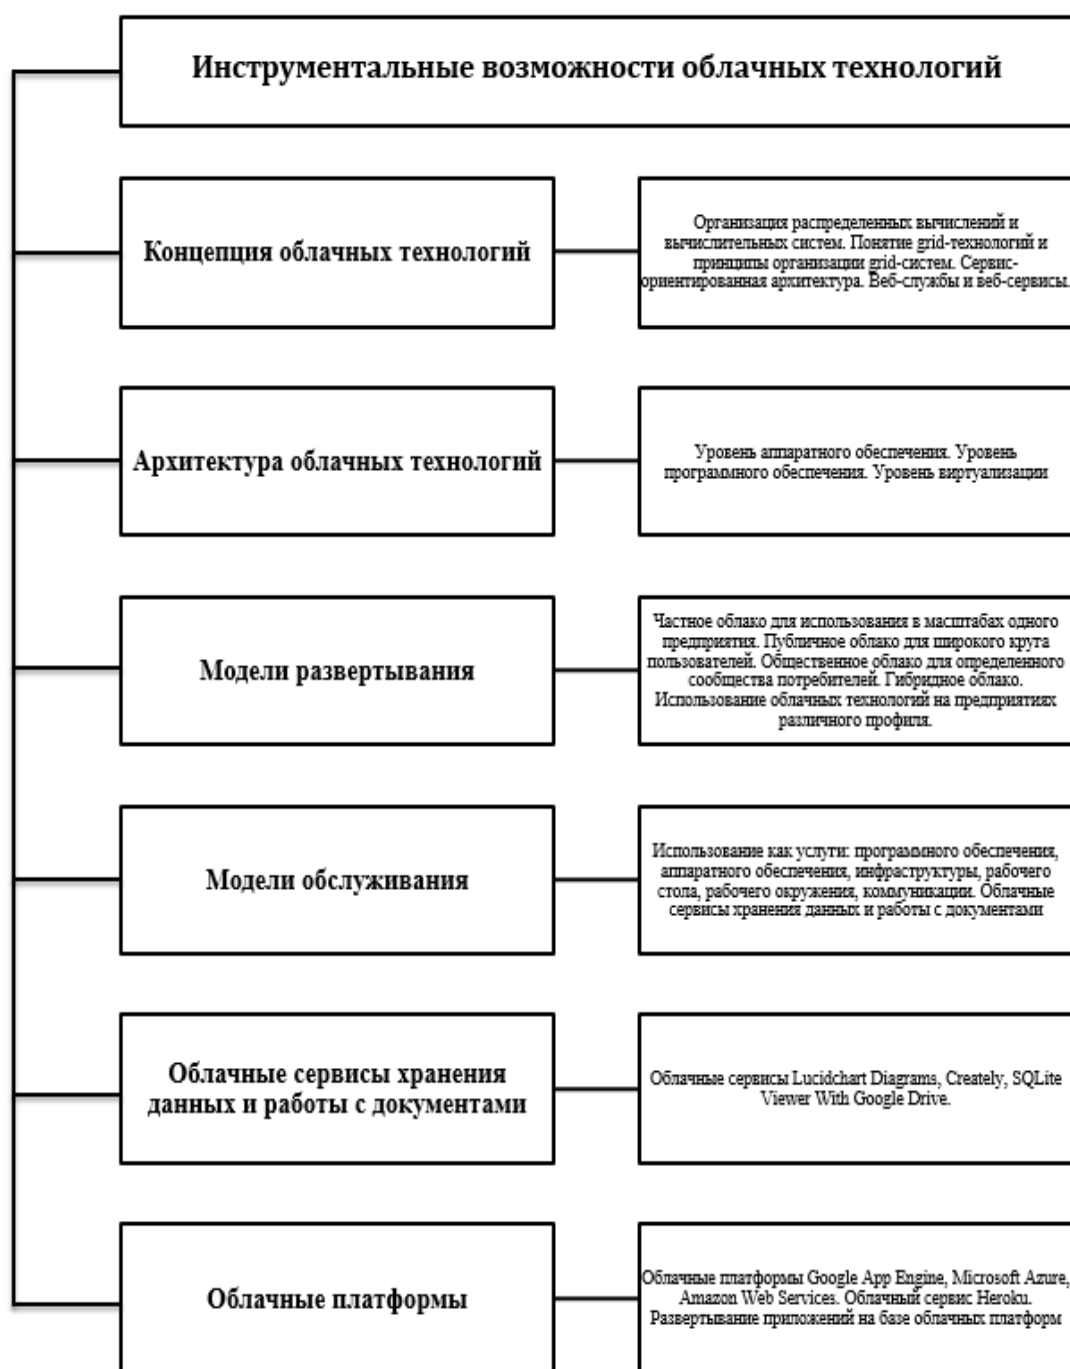 Инструментальные возможности облачных технологий
Концепция облачных технологий
Организация распределенных вычислений и
вычислительных систем. Понятие grid-технологий и
принципы организации grid-систем. Сервис-
ориентированная архитектура. Веб-службы и веб-сервисы.
Архитектура облачных технологий
Уровень аппаратного обеспечения. Уровень
программного обеспечения. Уровень виртуализации
Модели развертывания
Частное облако для использования в масштабах одного
предприятия. Публичное облако для широкого круга
пользователей. Общественное облако для определенного
сообщества потребителей. Гибридное облако.
Использование облачных технологий на предприятиях
различного профиля.
Модели обслуживания
Использование как услуги: программного обеспечения,
аппаратного обеспечения, инфраструктуры, рабочего
стола, рабочего окружения, коммуникации. Облачные
сервисы хранения данных и работы с документами
Облачные сервисы хранения
данных и работы с документами
Облачные сервисы Lucidchart Diagrams, Creately, SQLite
Viewer With Google Drive.
Облачные платформы
Облачные платформы Google App Engine, Microsoft Azure,
Amazon Web Services. Облачный сервис Heroku.
Развертывание приложений на базе облачных платформ